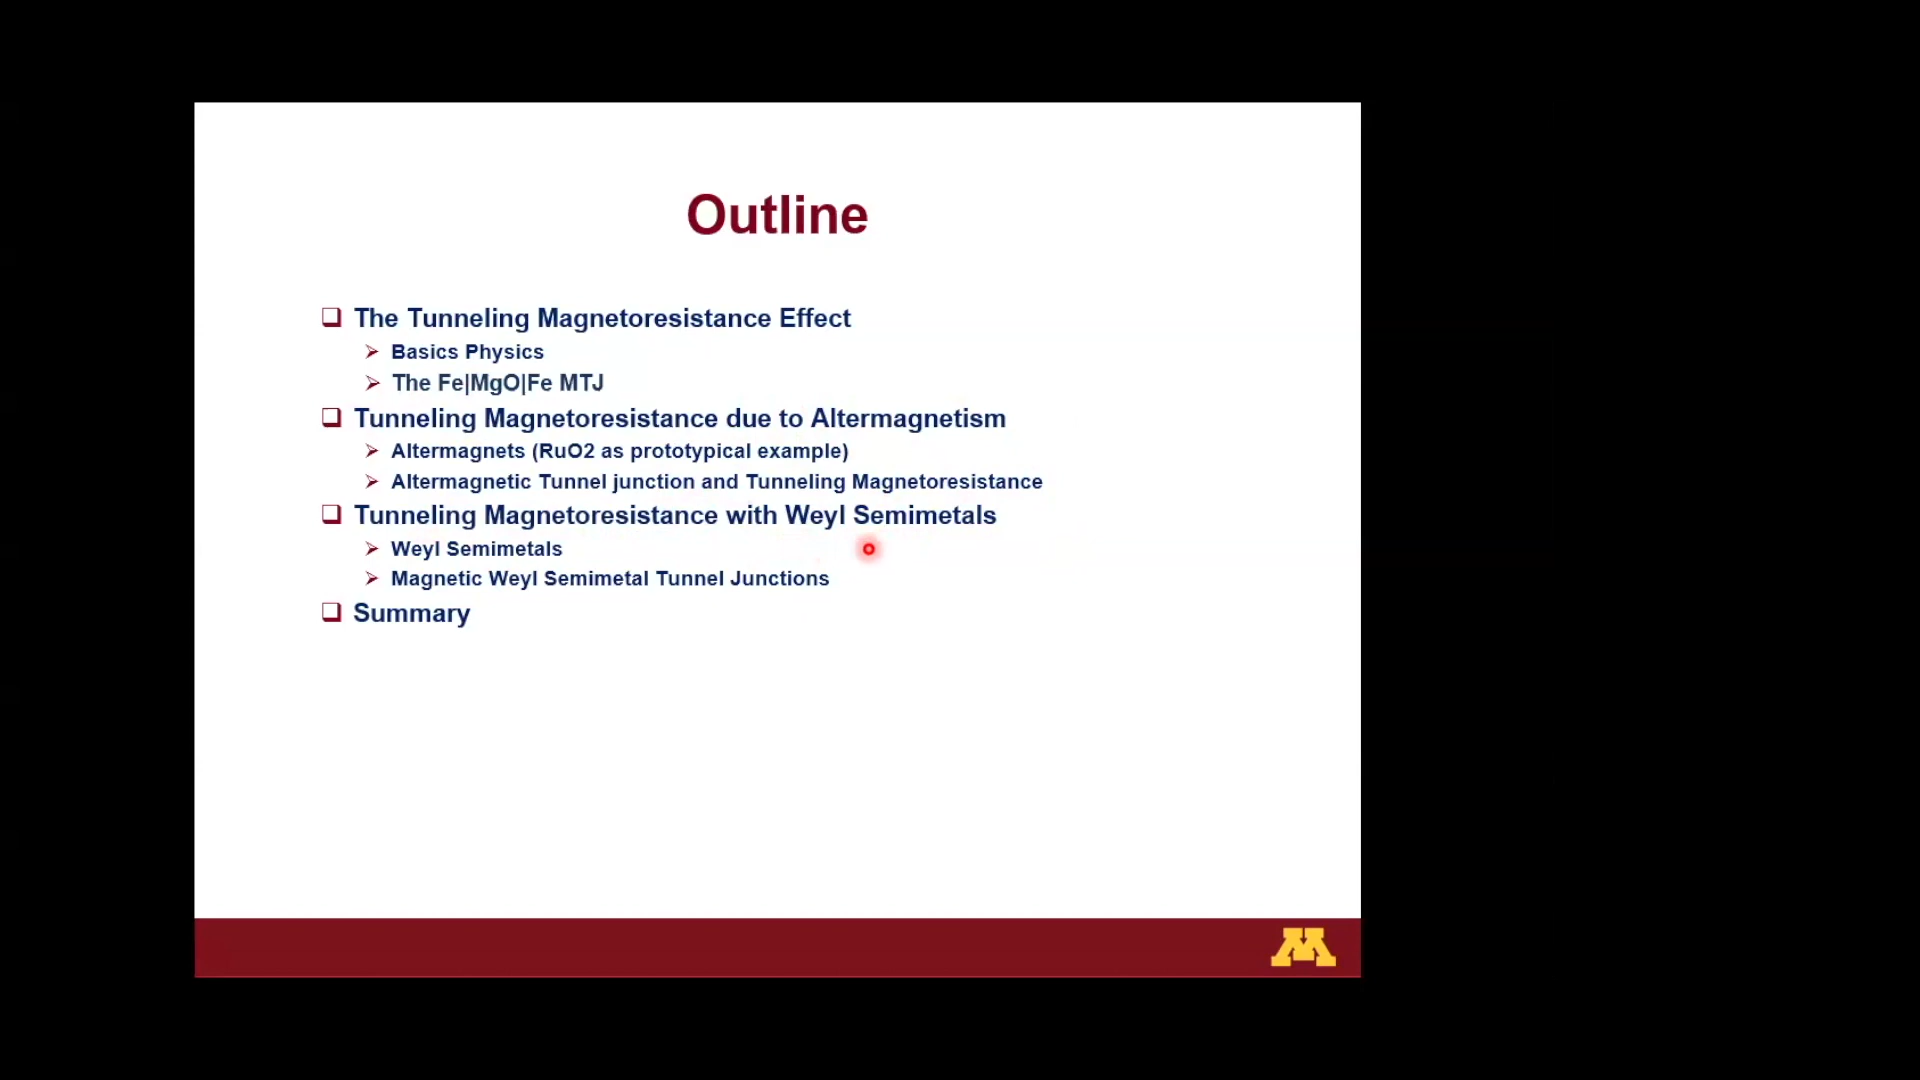 Outline
The Tunneling Magnetoresistance Effect
Basics Physics
The Fe|MgO|Fe MTJ
Tunneling Magnetoresistance due to Altermagnetism
Altermagnets (RuO2 as prototypical example)
Altermagnetic Tunnel junction and Tunneling Magnetoresistance
Tunneling Magnetoresistance with Weyl Semimetals
Weyl Semimetals
Magnetic Weyl Semimetal Tunnel Junctions
Summary
M